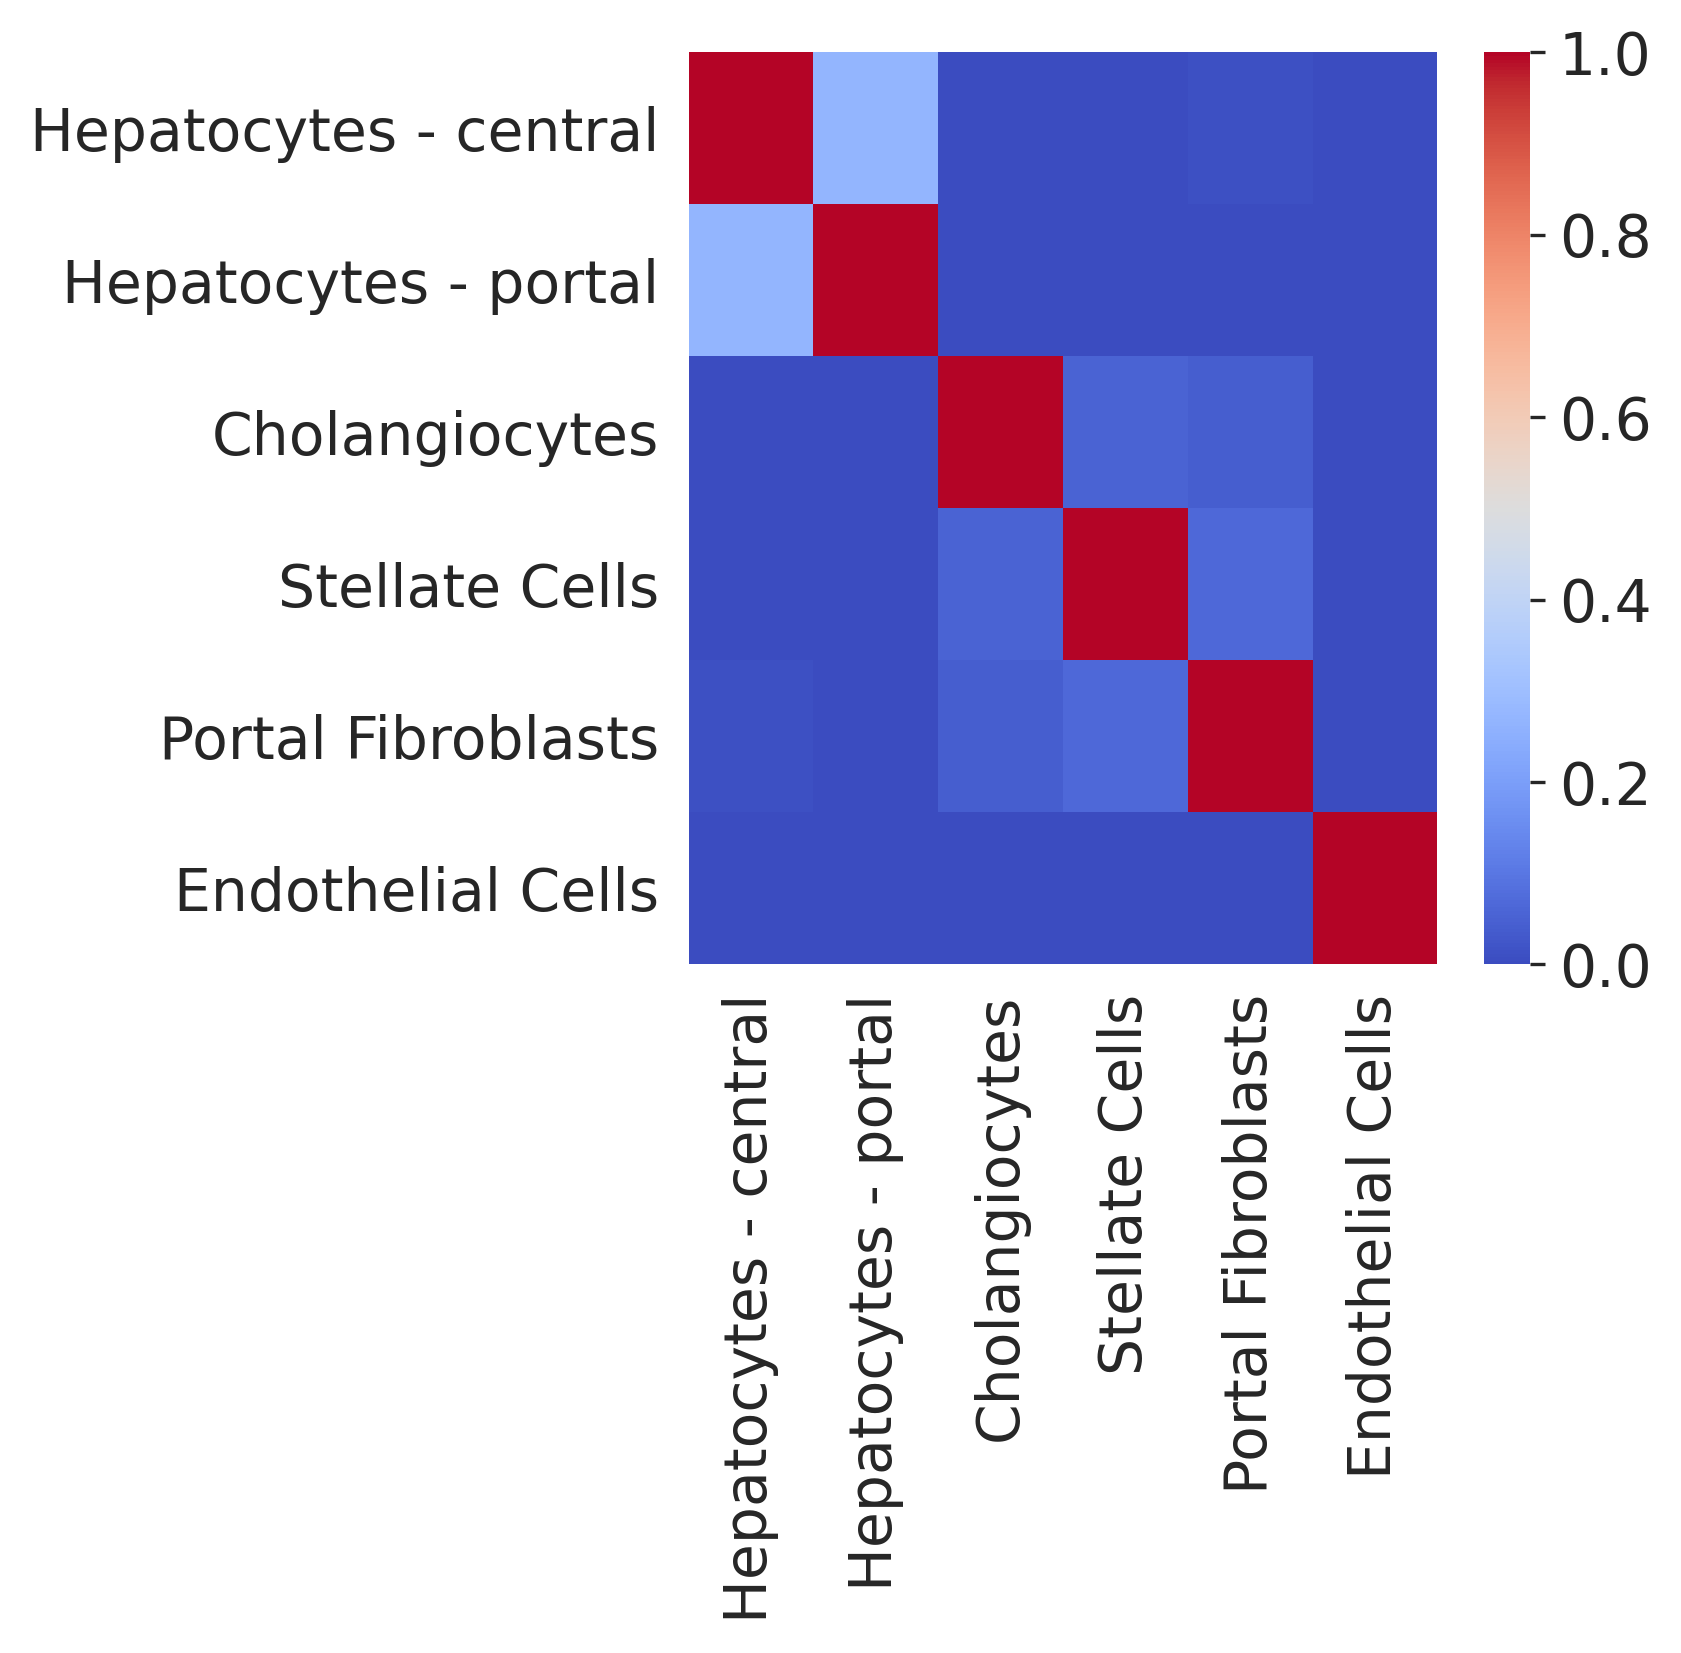 Hepatocytes - central
Hepatocytes - portal
Cholangiocytes
Stellate Cells
Portal Fibroblasts
Endothelial Cells
1.0
0.8
0.6
0.4
0.2
0.0
Hepatocytes - central
Hepatocytes - portal
Cholangiocytes
Stellate Cells
Portal Fibroblasts
Endothelial Cells